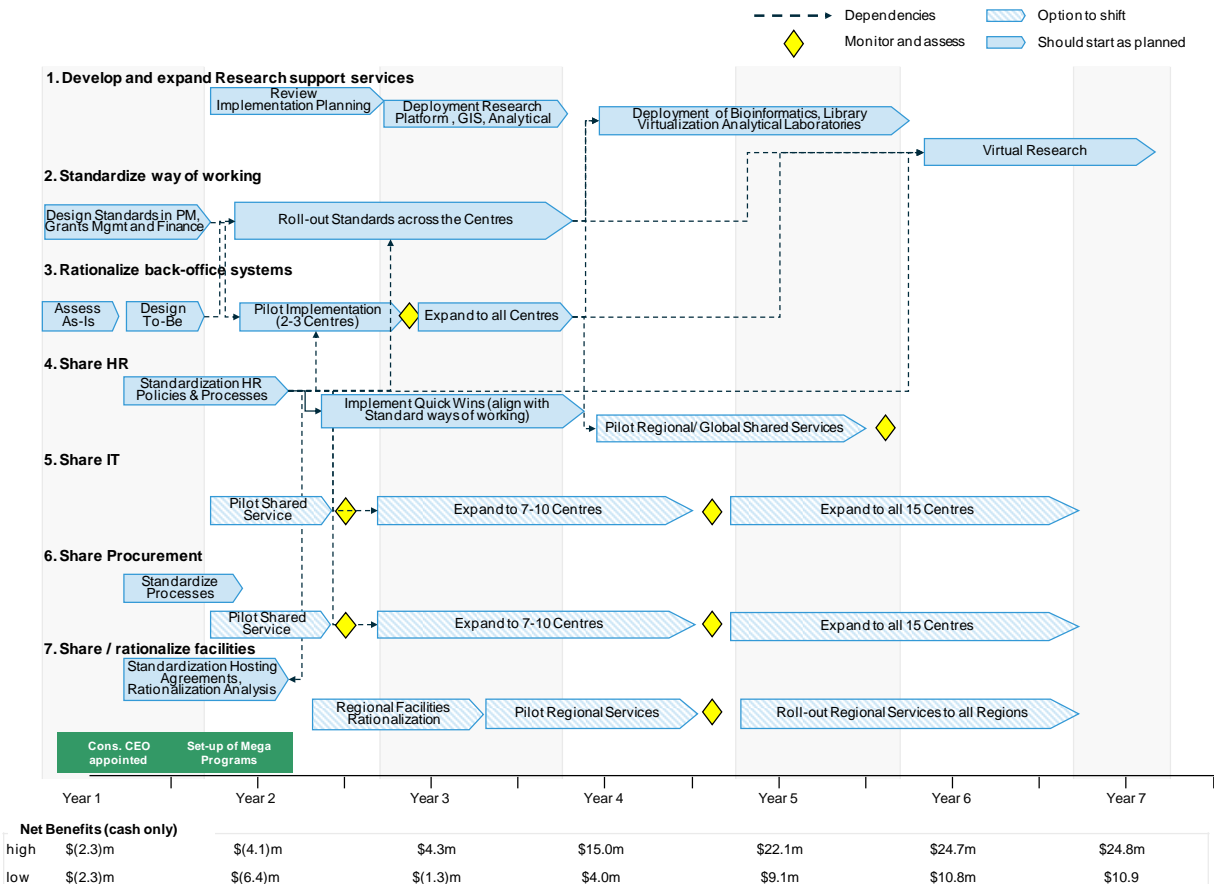 Dependencies
Option to shift
Monitor and assess
Should start as planned
1. Develop and expand Research support services
Review
Implementation Planning
Deployment Research
Platform , GIS, Analytical
Deployment of Bioinformatics, Library
Virtualization Analytical Laboratories
Virtual Research
2. Standardize way of working
Design Standards in PM,
Grants Mgmt and Finance
Roll-out Standards across the Centres
3. Rationalize back-office systems
Assess
As-Is
Design
To-Be
Pilot Implementation
(2-3 Centres)
Expand to all Centres
4. Share HR
Standardization HR
Policies & Processes
Implement Quick Wins (align with
Standard ways of working)
Pilot Regional/ Global Shared Services
5. Share IT
Pilot Shared
Service
Expand to 7-10 Centres
Expand to all 15 Centres
6. Share Procurement
Standardize
Processes
Pilot Shared
Service
Expand to 7-10 Centres
Expand to all 15 Centres
7. Share / rationalize facilities
Standardization Hosting
Agreements,
Rationalization Analysis
Regional Facilities
Rationalization
Pilot Regional Services
Roll-out Regional Services to all Regions
Cons. CEO
appointed
Set-up of Mega
Programs
Year 1 Year 2 Year 3 Year 4 Year 5 Year 6 Year 7
Net Benefits (cash only)
high $(2.3)m $(4.1)m $4.3m $15.0m $22.1m $24.7m $24.8m
low $(2.3)m $(6.4)m $(1.3)m $4.0m $9.1m $10.8m $10.9